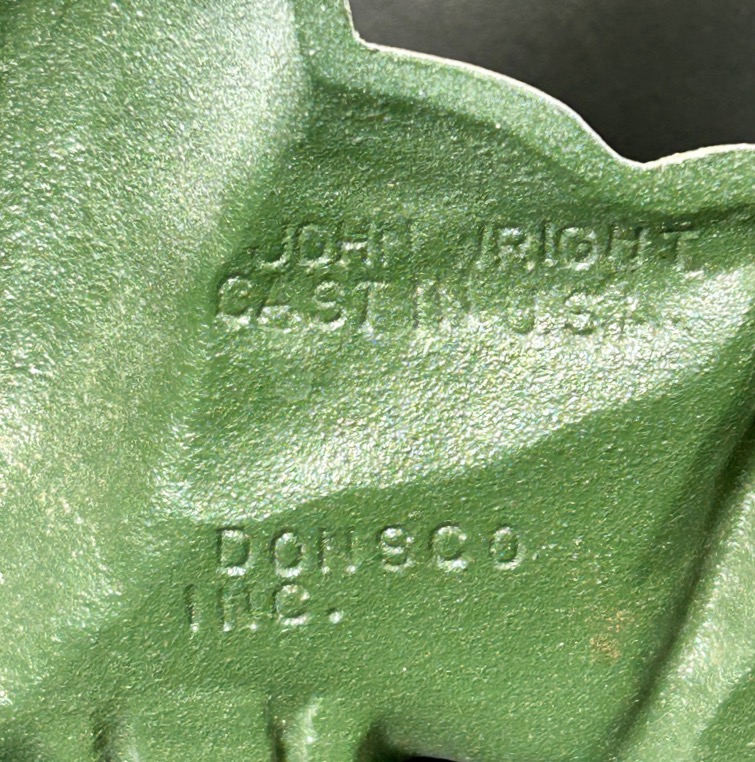 JOHN WRIGHT
CAST IN U.S.A.
DONSCO
INC.